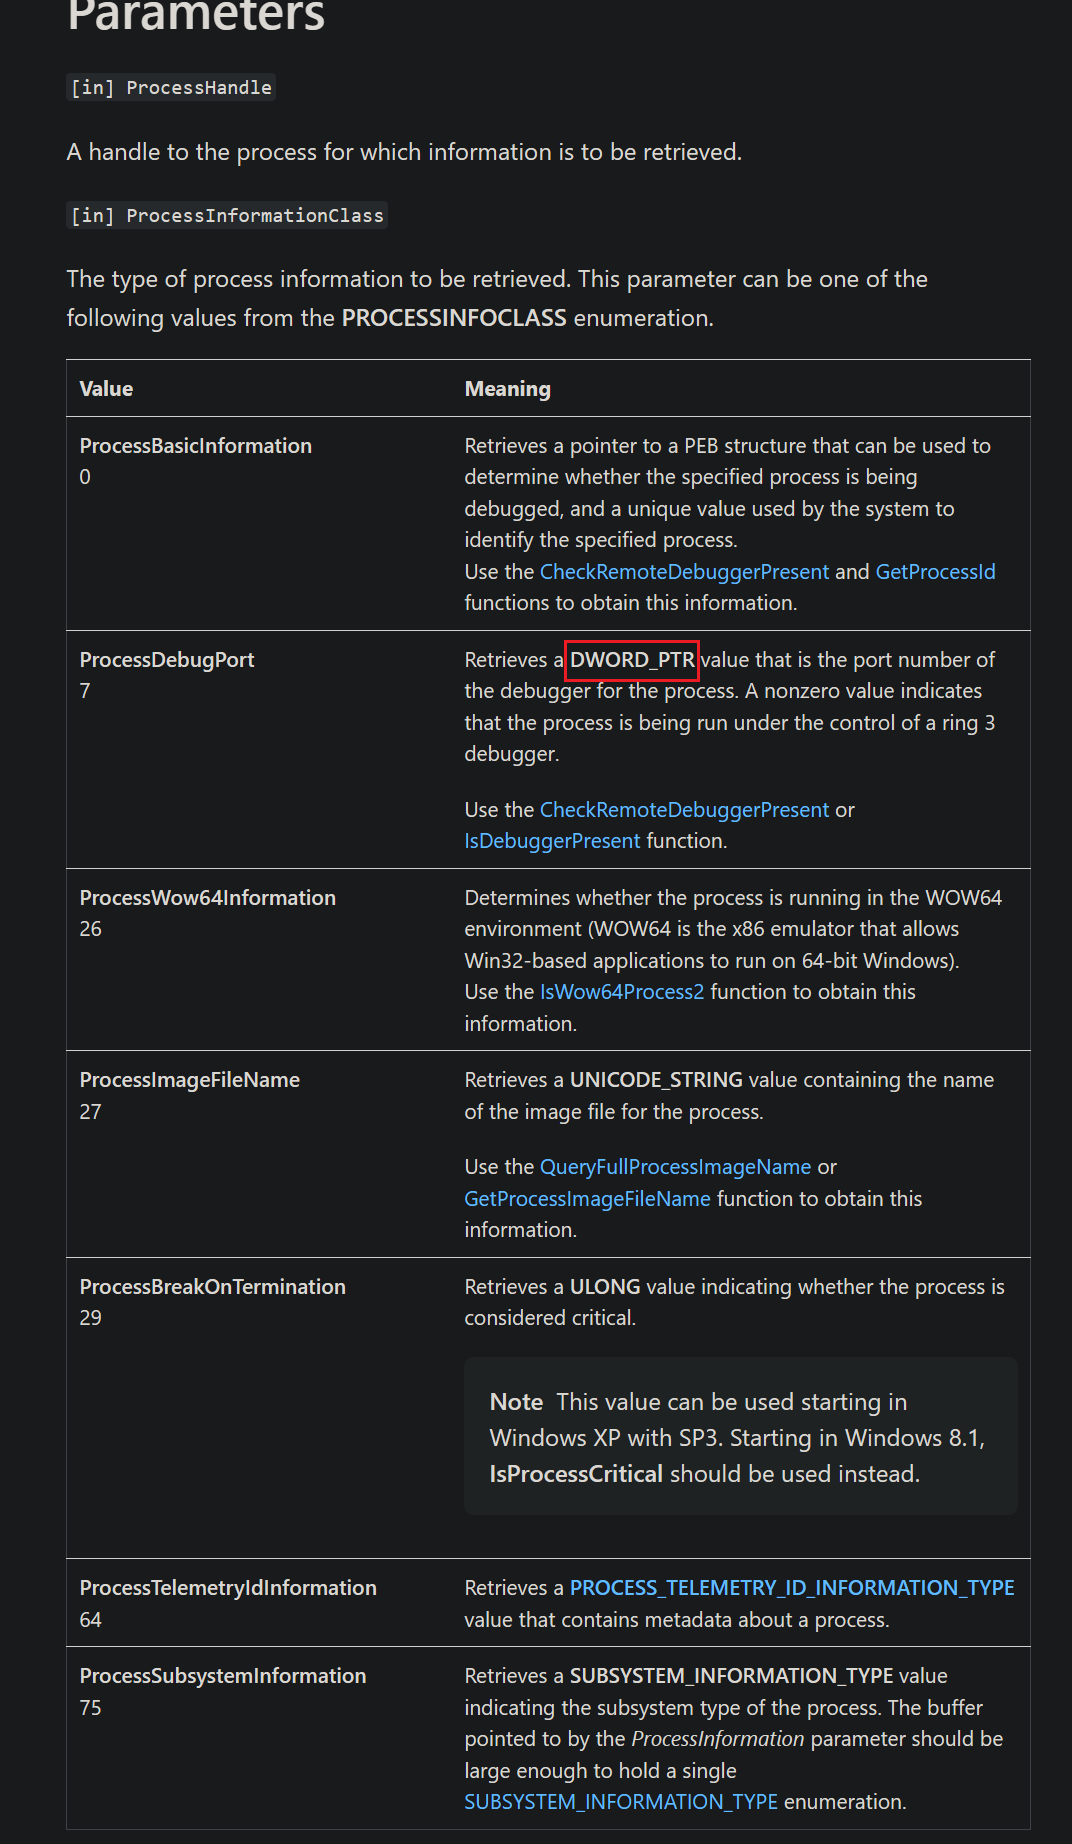 Parameters
[in] ProcessHandle
A handle to the process for which information is to be retrieved.
[in] ProcessInformationClass
The type of process information to be retrieved. This parameter can be one of the
following values from the PROCESSINFOCLASS enumeration.
Value
Meaning
ProcessBasicInformation
0
Retrieves a pointer to a PEB structure that can be used to
determine whether the specified process is being
debugged, and a unique value used by the system to
identify the specified process.
Use the CheckRemoteDebuggerPresent and GetProcessId
functions to obtain this information.
ProcessDebugPort
7
Retrieves a DWORD_PTR value that is the port number of
the debugger for the process. A nonzero value indicates
that the process is being run under the control of a ring 3
debugger.
Use the CheckRemoteDebuggerPresent or
IsDebuggerPresent function.
ProcessWow64Information
26
Determines whether the process is running in the WOW64
environment (WOW64 is the x86 emulator that allows
Win32-based applications to run on 64-bit Windows).
Use the IsWow64Process2 function to obtain this
information.
ProcessImageFileName
27
Retrieves a UNICODE_STRING value containing the name
of the image file for the process.
Use the QueryFullProcessImageName or
GetProcessImageFileName function to obtain this
information.
ProcessBreakOnTermination
29
Retrieves a ULONG value indicating whether the process is
considered critical.
Note This value can be used starting in
Windows XP with SP3. Starting in Windows 8.1,
IsProcessCritical should be used instead.
ProcessTelemetryIdInformation
64
Retrieves a PROCESS_TELEMETRY_ID_INFORMATION_TYPE
value that contains metadata about a process.
ProcessSubsystemInformation
75
Retrieves a SUBSYSTEM_INFORMATION_TYPE value
indicating the subsystem type of the process. The buffer
pointed to by the ProcessInformation parameter should be
large enough to hold a single
SUBSYSTEM_INFORMATION_TYPE enumeration.